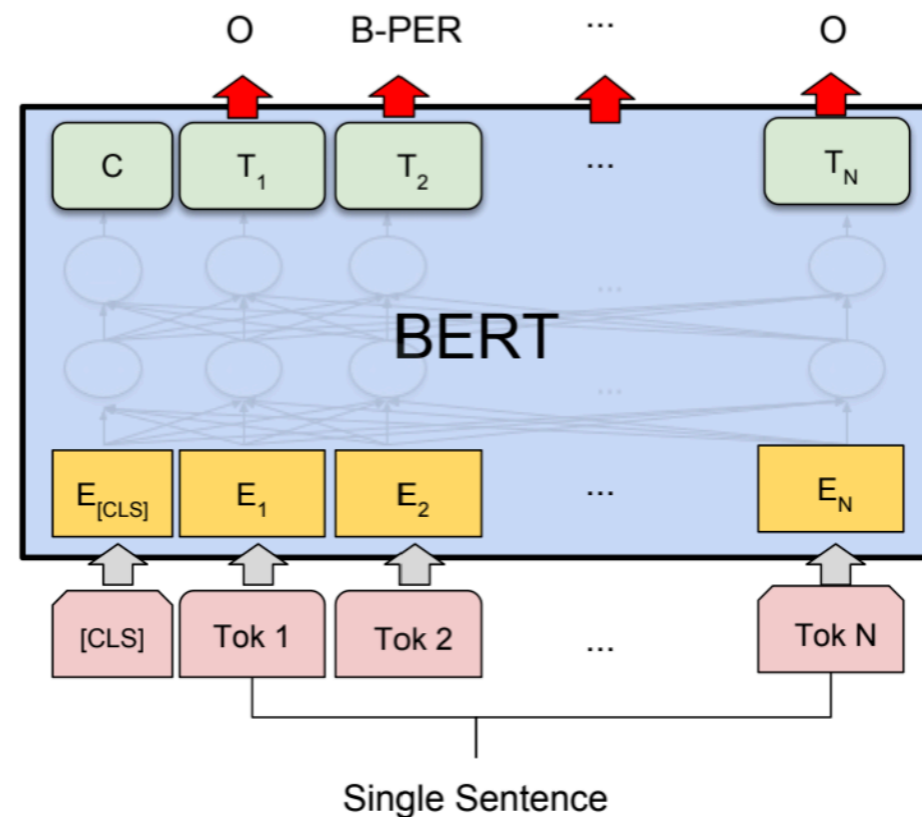 O B-PER ... O
C T1 T2 ... TN
...
BERT
...
E[CLS] E1 E2 ... EN
[CLS] Tok 1 Tok 2 ... Tok N
Single Sentence